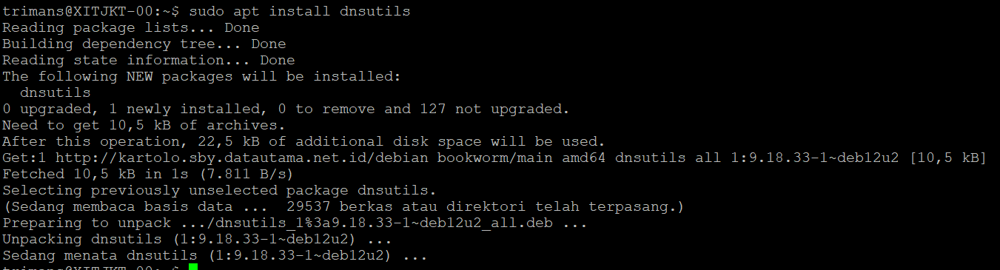 trimans@XITJKT-00:~$ sudo apt install dnsutils
Reading package lists... Done
Building dependency tree... Done
Reading state information... Done
The following NEW packages will be installed:
  dnsutils
0 upgraded, 1 newly installed, 0 to remove and 127 not upgraded.
Need to get 10,5 kB of archives.
After this operation, 22,5 kB of additional disk space will be used.
Get:1 http://kartolo.sby.datautama.net.id/debian bookworm/main amd64 dnsutils all 1:9.18.33-1~deb12u2 [10,5 kB]
Fetched 10,5 kB in 1s (7.811 B/s)
Selecting previously unselected package dnsutils.
(Sedang membaca basis data ...  29537 berkas atau direktori telah terpasang.)
Preparing to unpack .../dnsutils_1%3a9.18.33-1~deb12u2_all.deb ...
Unpacking dnsutils (1:9.18.33-1~deb12u2) ...
Sedang menata dnsutils (1:9.18.33-1~deb12u2) ...
trimans@XITJKT-00:~$